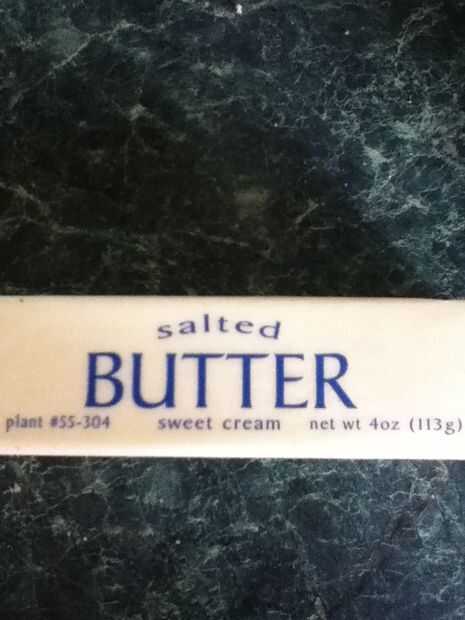 salted
BUTTER
plant #55-304 sweet cream net wt 4oz (113g)